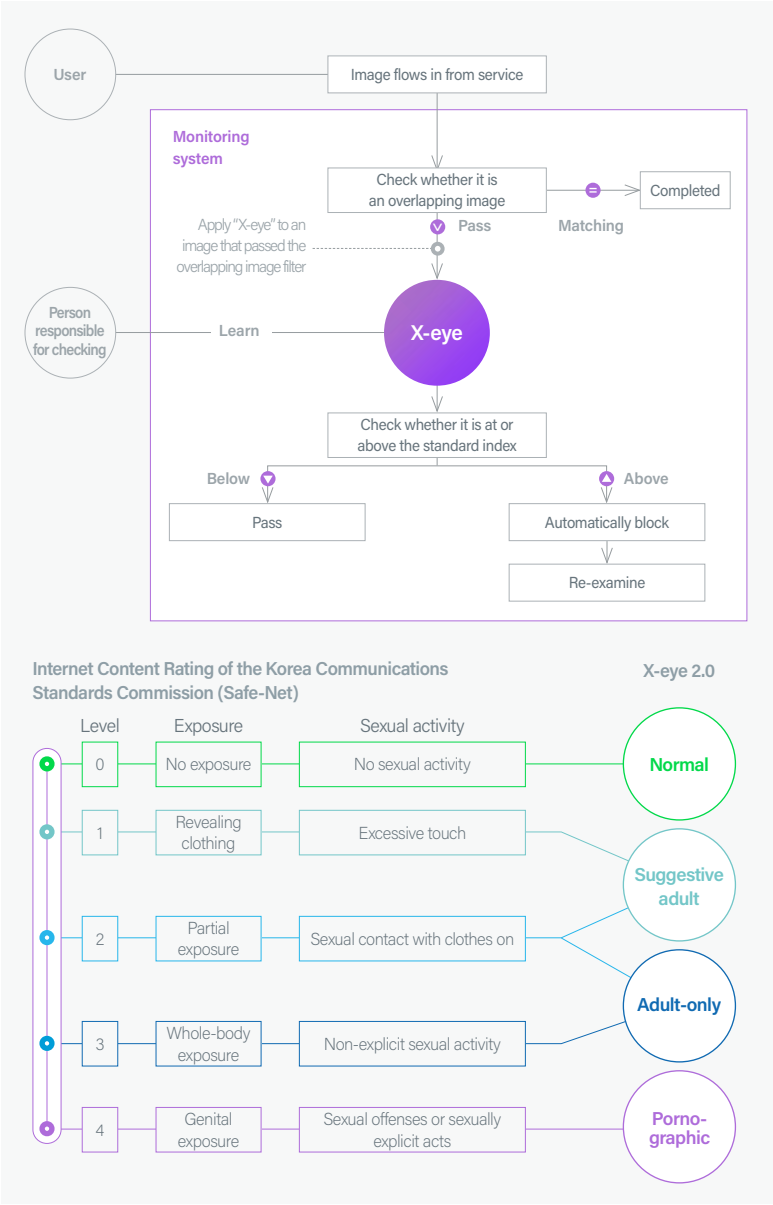 User
Image flows in from service
Monitoring
system
Check whether it is
an overlapping image
Completed
Pass
Matching
Apply “X-eye” to an
image that passed the
overlapping image filter
Person
responsible
for checking
Learn
X-eye
Check whether it is at or
above the standard index
Below
Above
Pass
Automatically block
Re-examine
Internet Content Rating of the Korea Communications
Standards Commission (Safe-Net)
X-eye 2.0
Level
Exposure
Sexual activity
0
No exposure
No sexual activity
Normal
1
Revealing
clothing
Excessive touch
Suggestive
adult
2
Partial
exposure
Sexual contact with clothes on
Adult-only
3
Whole-body
exposure
Non-explicit sexual activity
4
Genital
exposure
Sexual offenses or sexually
explicit acts
Porno-
graphic